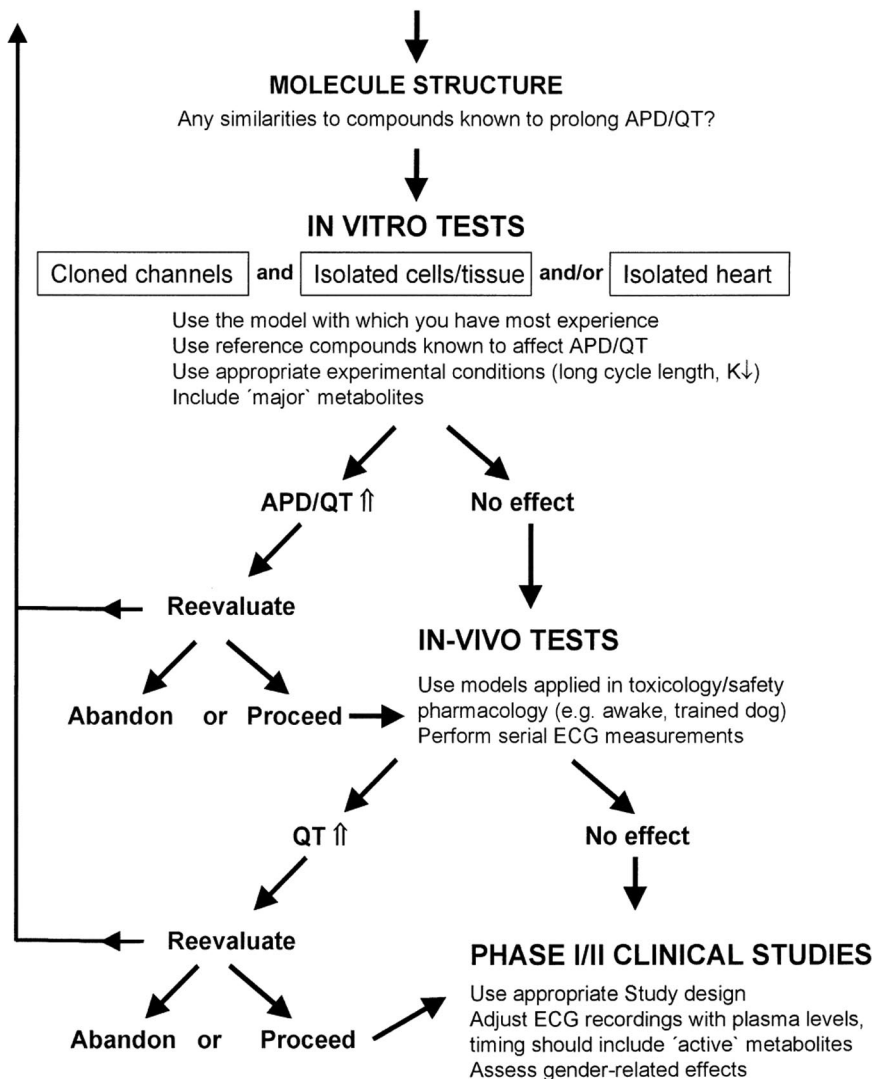 MOLECULE STRUCTURE
Any similarities to compounds known to prolong APD/QT?
IN VITRO TESTS
Cloned channels and Isolated cells/tissue and/or Isolated heart
Use the model with which you have most experience
Use reference compounds known to affect APD/QT
Use appropriate experimental conditions (long cycle length, K↓)
Include ´major` metabolites
APD/QT ⇑ No effect
Reevaluate
IN-VIVO TESTS
Use models applied in toxicology/safety
pharmacology (e.g. awake, trained dog)
Perform serial ECG measurements
Abandon or Proceed
QT ⇑ No effect
Reevaluate
PHASE I/II CLINICAL STUDIES
Use appropriate Study design
Adjust ECG recordings with plasma levels,
timing should include ´active` metabolites
Assess gender-related effects
Abandon or Proceed